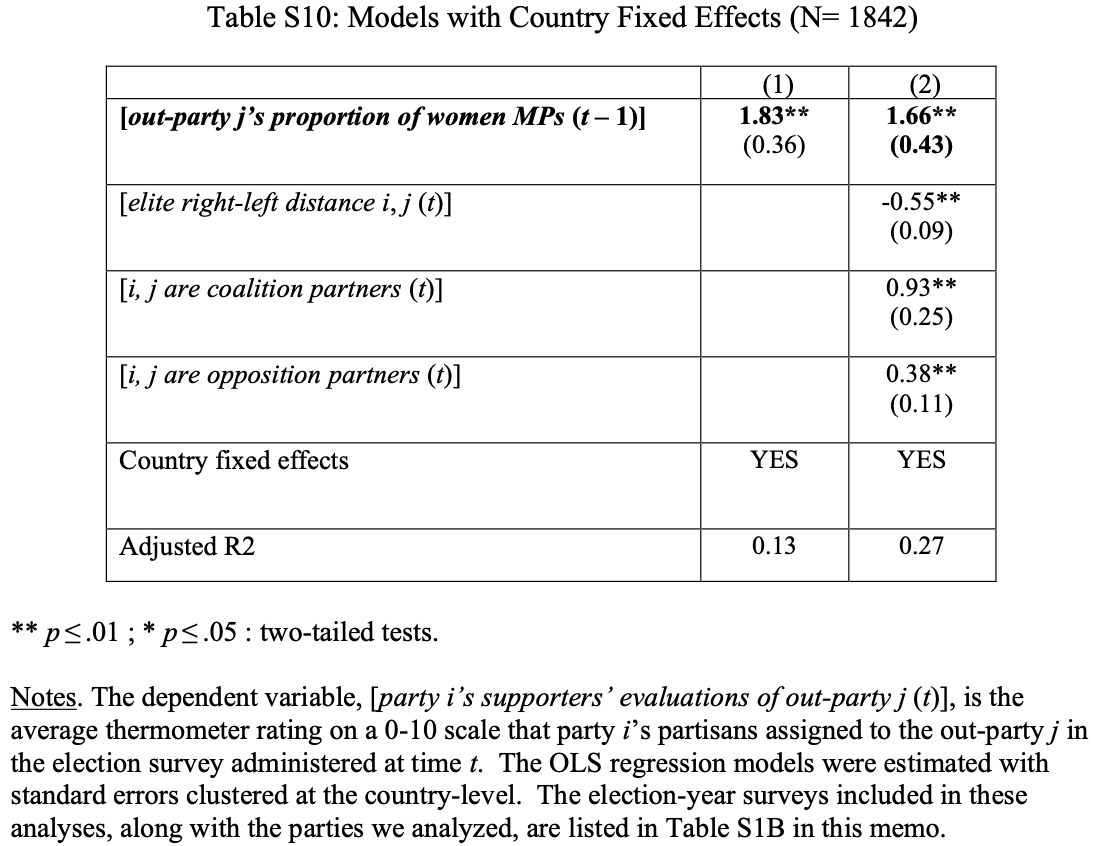 Table S10: Models with Country Fixed Effects (N= 1842)
(1) (2)
[out-party j’s proportion of women MPs (t – 1)] 1.83** 1.66**
(0.36) (0.43)
[elite right-left distance i, j (t)] -0.55**
(0.09)
[i, j are coalition partners (t)] 0.93**
(0.25)
[i, j are opposition partners (t)] 0.38**
(0.11)
Country fixed effects YES YES
Adjusted R2 0.13 0.27
** p≤.01 ; * p≤.05 : two-tailed tests.
Notes. The dependent variable, [party i’s supporters’ evaluations of out-party j (t)], is the
average thermometer rating on a 0-10 scale that party i’s partisans assigned to the out-party j in
the election survey administered at time t. The OLS regression models were estimated with
standard errors clustered at the country-level. The election-year surveys included in these
analyses, along with the parties we analyzed, are listed in Table S1B in this memo.